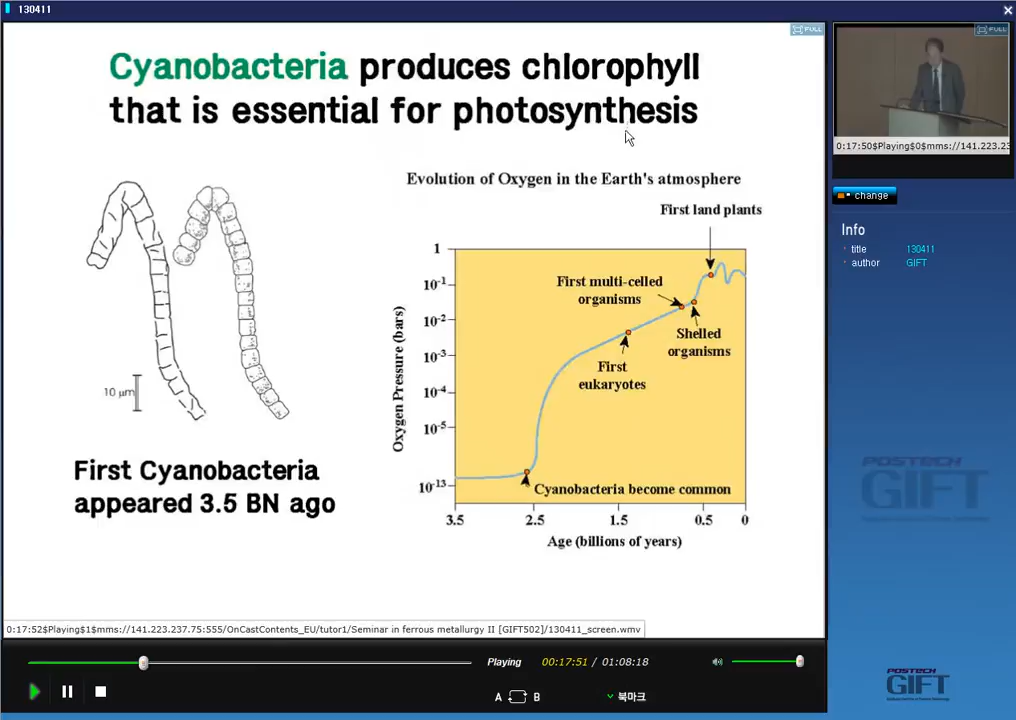 130411
FULL
Cyanobacteria produces chlorophyll
that is essential for photosynthesis
Evolution of Oxygen in the Earth's atmosphere
First land plants
First multi-celled
organisms
Shelled
organisms
First
eukaryotes
Cyanobacteria become common
Oxygen Pressure (bars)
1
10-1
10-2
10-3
10-4
10-5
10-13
3.5
2.5
1.5
0.5
0
Age (billions of years)
10 µm
First Cyanobacteria
appeared 3.5 BN ago
0:17:52$Playing$1$mms://141.223.237.75:555/OnCastContents_EU/tutor1/Seminar in ferrous metallurgy II [GIFT502]/130411_screen.wmv
FULL
0:17:50$Playing$0$mms://141.223.23
change
Info
title 130411
author GIFT
POSTECH
GIFT
Playing 00:17:51 / 01:08:18
A B 북마크
POSTECH
GIFT